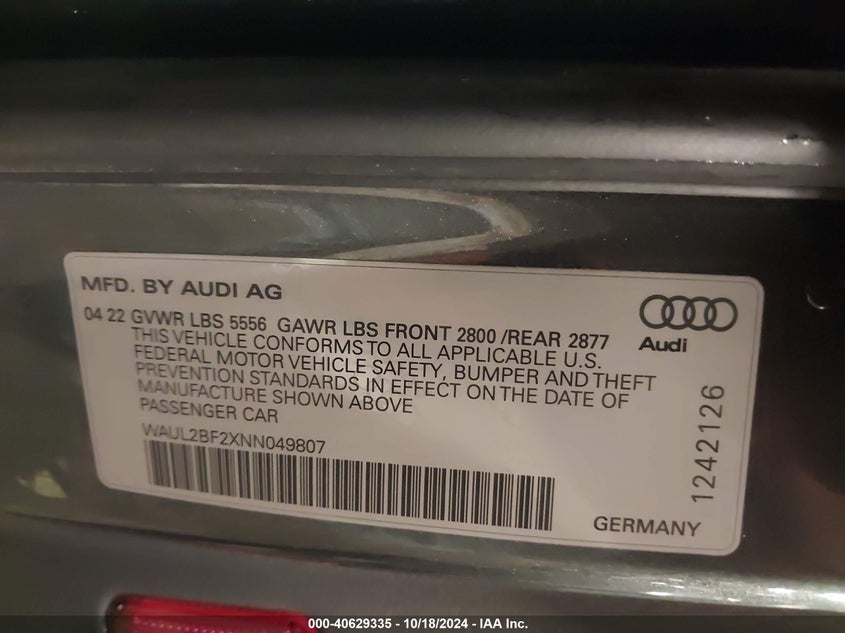 MFD. BY AUDI AG
04 22 GVWR LBS 5556 GAWR LBS FRONT 2800 /REAR 2877
THIS VEHICLE CONFORMS TO ALL APPLICABLE U.S.
FEDERAL MOTOR VEHICLE SAFETY, BUMPER AND THEFT
PREVENTION STANDARDS IN EFFECT ON THE DATE OF
MANUFACTURE SHOWN ABOVE
PASSENGER CAR
WAUL2BF2XNN049807
Audi
1242126
GERMANY
000-40629335 - 10/18/2024 - IAA Inc.